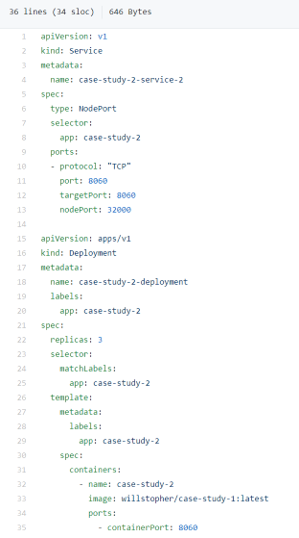 36 lines (34 sloc) 646 Bytes
1 apiVersion: v1
2 kind: Service
3 metadata:
4   name: case-study-2-service-2
5 spec:
6   type: NodePort
7   selector:
8     app: case-study-2
9   ports:
10   - protocol: "TCP"
11     port: 8060
12     targetPort: 8060
13     nodePort: 32000
14
15 apiVersion: apps/v1
16 kind: Deployment
17 metadata:
18   name: case-study-2-deployment
19   labels:
20     app: case-study-2
21 spec:
22   replicas: 3
23   selector:
24     matchLabels:
25       app: case-study-2
26   template:
27     metadata:
28       labels:
29         app: case-study-2
30     spec:
31       containers:
32         - name: case-study-2
33           image: willstopher/case-study-1:latest
34           ports:
35             - containerPort: 8060